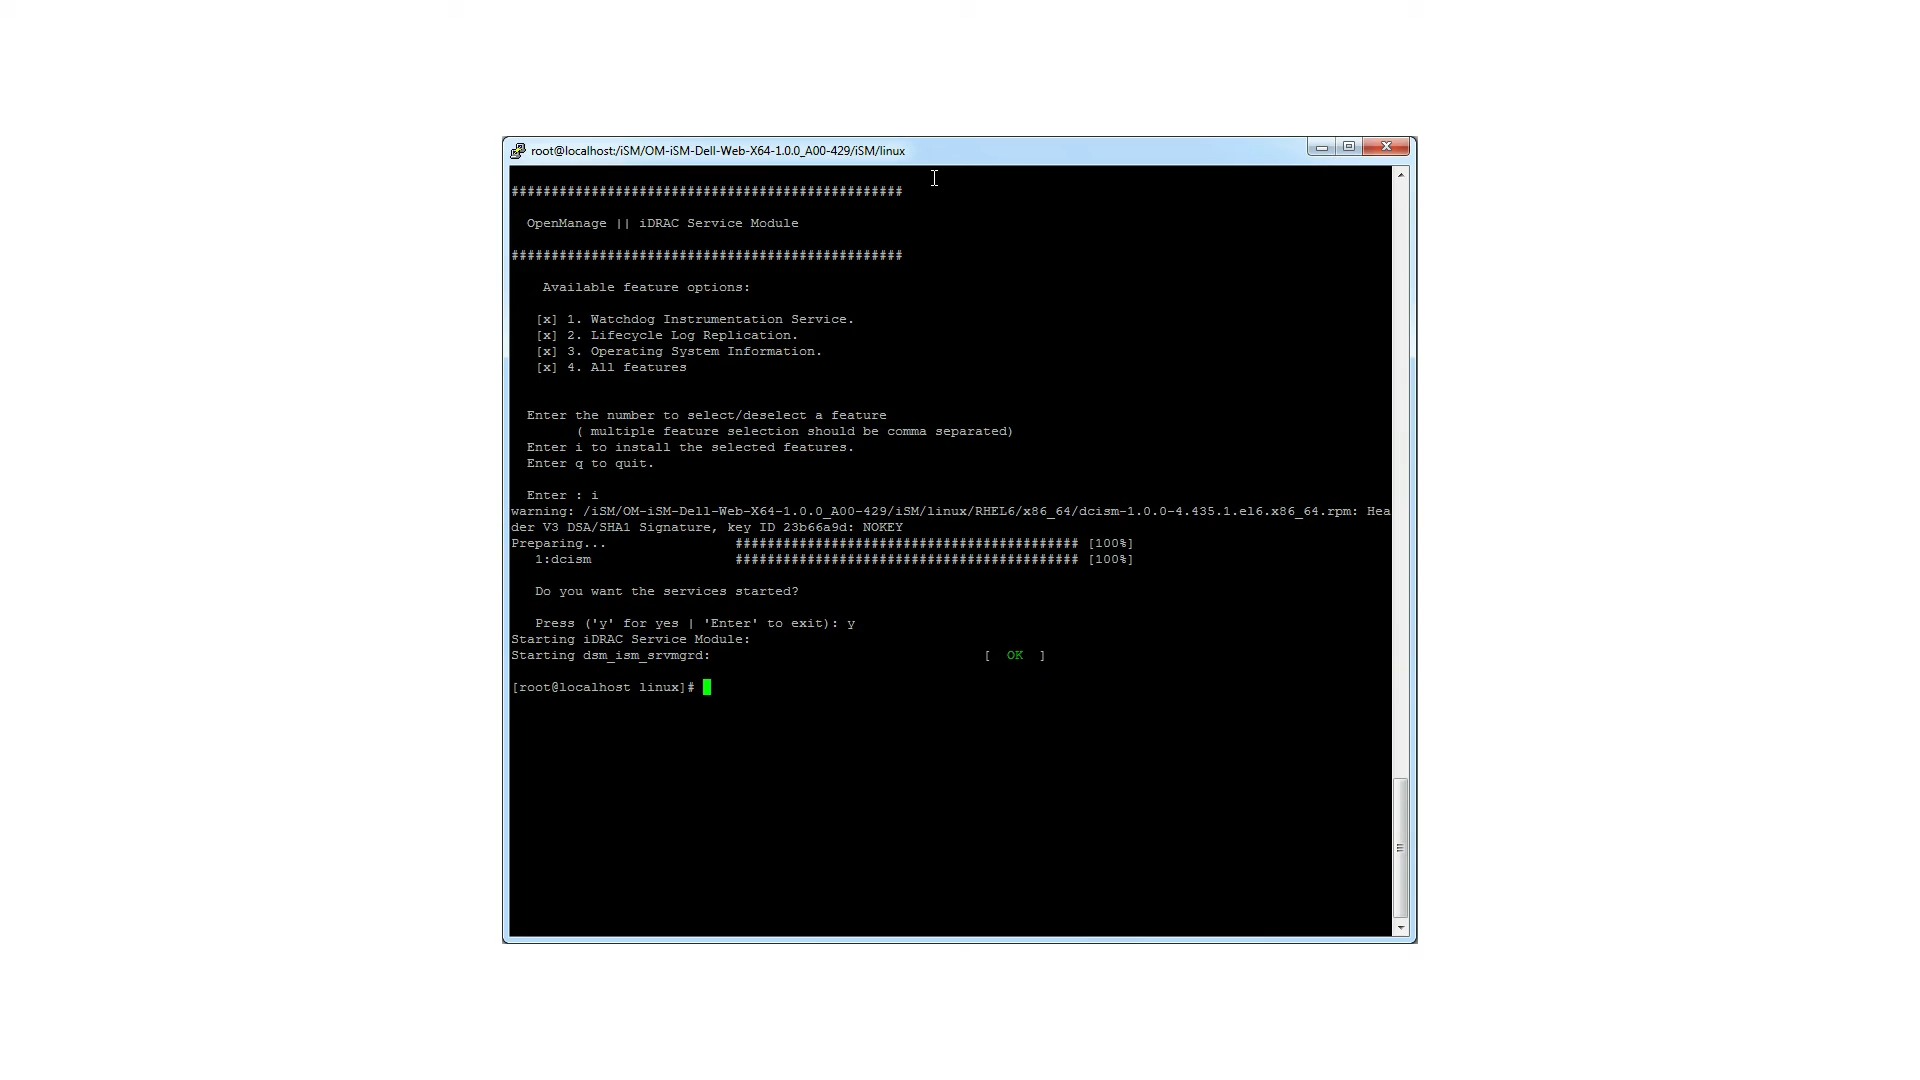 root@localhost:/iSM/OM-iSM-Dell-Web-X64-1.0.0_A00-429/iSM/linux
#################################################
OpenManage || iDRAC Service Module
#################################################
Available feature options:
[x] 1. Watchdog Instrumentation Service.
[x] 2. Lifecycle Log Replication.
[x] 3. Operating System Information.
[x] 4. All features
Enter the number to select/deselect a feature
( multiple feature selection should be comma separated)
Enter i to install the selected features.
Enter q to quit.
Enter : i
warning: /iSM/OM-iSM-Dell-Web-X64-1.0.0_A00-429/iSM/linux/RHEL6/x86_64/dcism-1.0.0-4.435.1.el6.x86_64.rpm: Hea
der V3 DSA/SHA1 Signature, key ID 23b66a9d: NOKEY
Preparing... ########################################### [100%]
1:dcism ########################################### [100%]
Do you want the services started?
Press ('y' for yes | 'Enter' to exit): y
Starting iDRAC Service Module:
Starting dsm_ism_srvmgrd: [ OK ]
[root@localhost linux]#